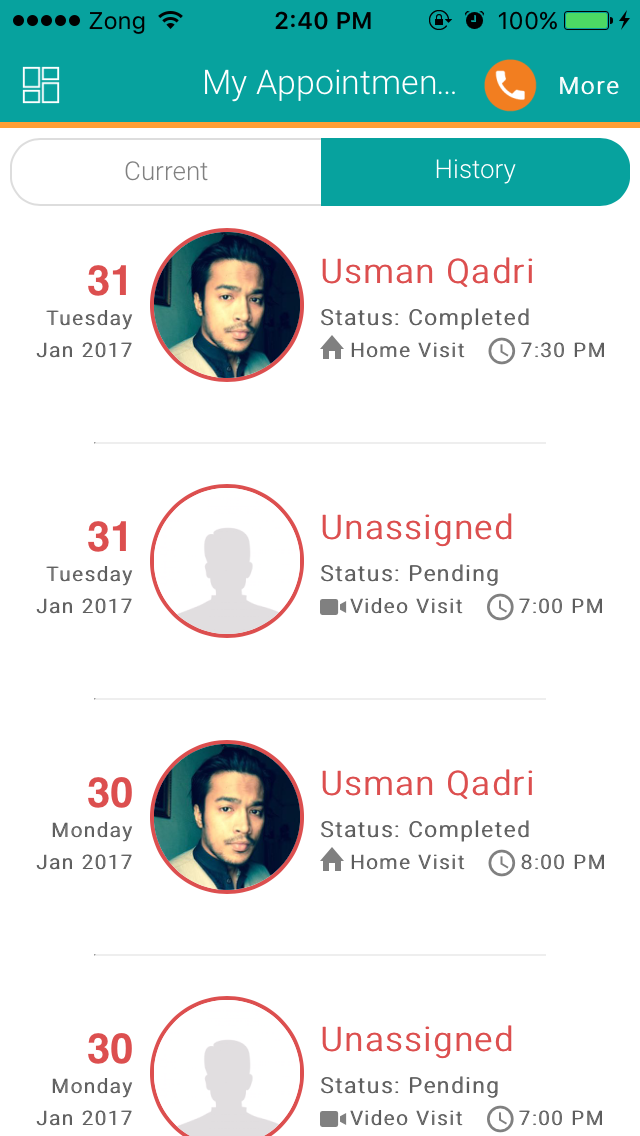 Zong 2:40 PM 100%
My Appointmen... More
Current History
31 Usman Qadri
Tuesday Status: Completed
Jan 2017 Home Visit 7:30 PM
31 Unassigned
Tuesday Status: Pending
Jan 2017 Video Visit 7:00 PM
30 Usman Qadri
Monday Status: Completed
Jan 2017 Home Visit 8:00 PM
30 Unassigned
Monday Status: Pending
Jan 2017 Video Visit 7:00 PM